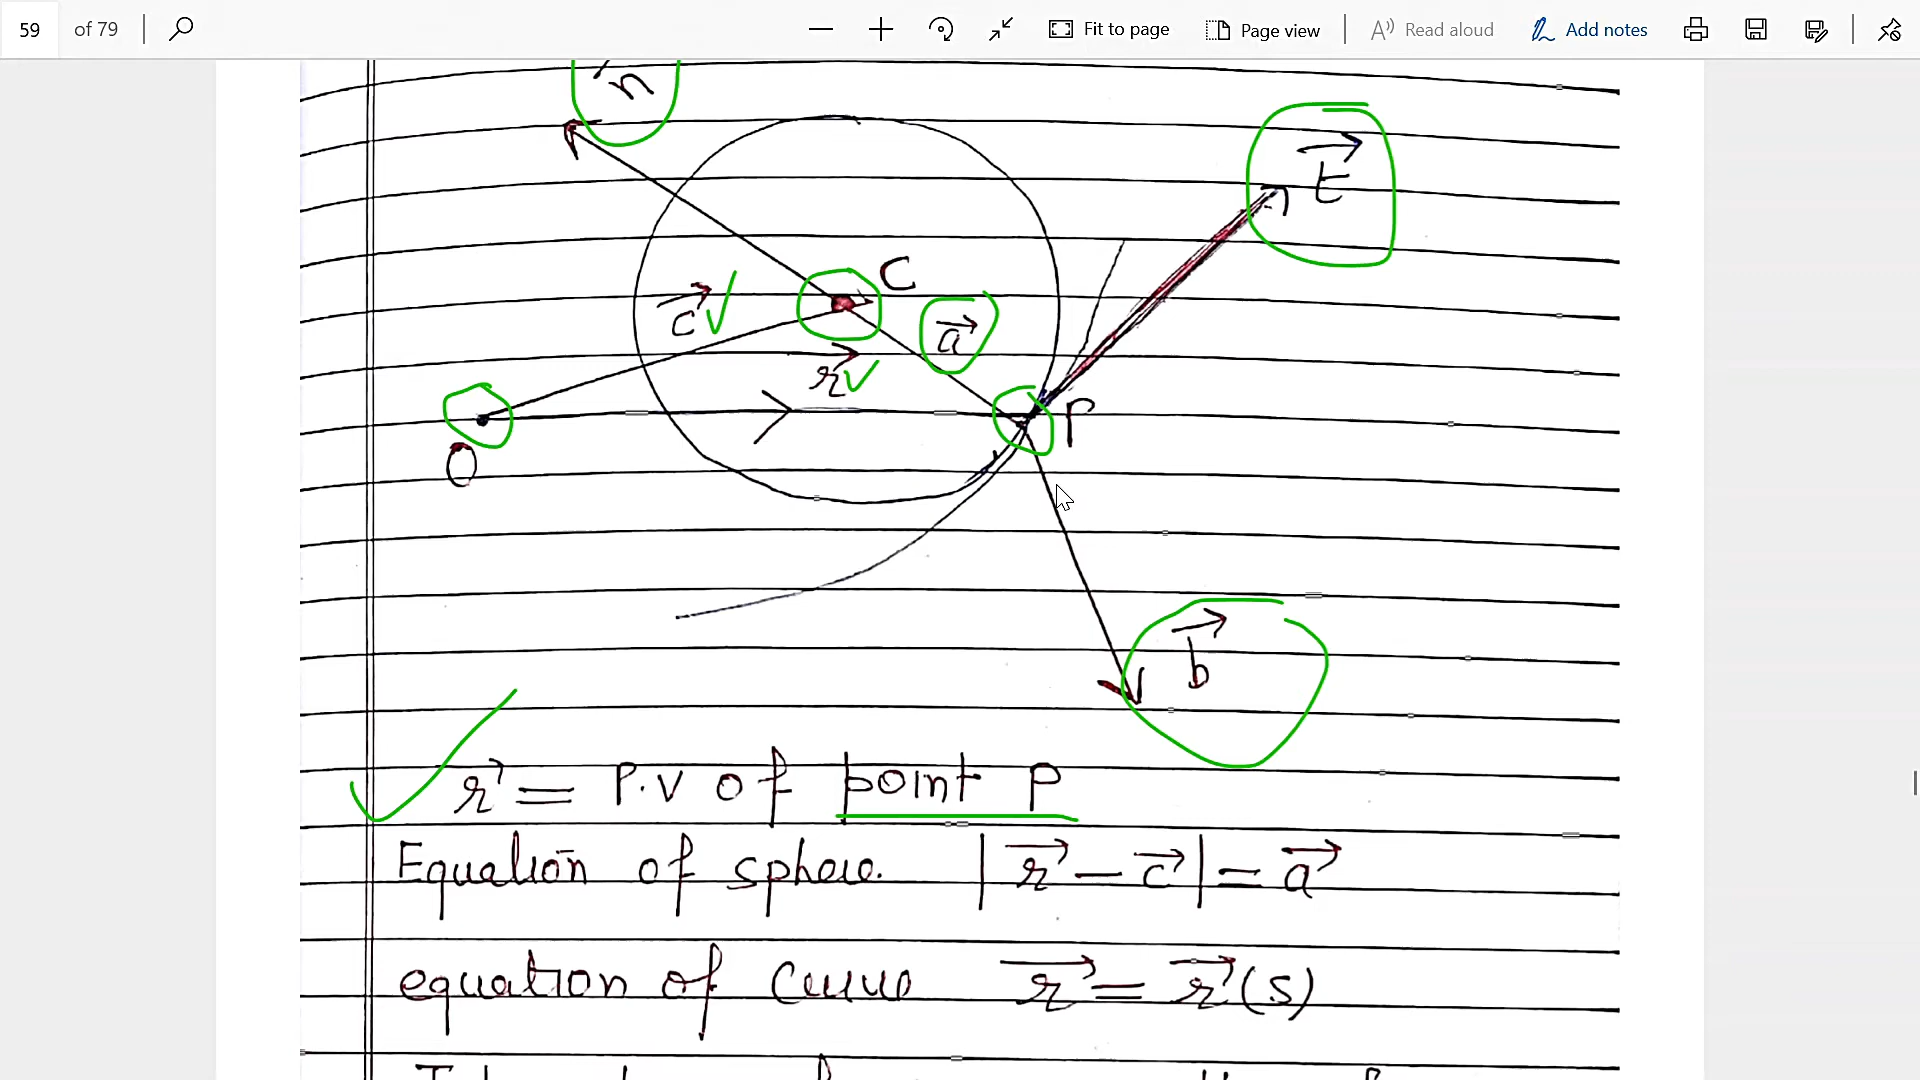 59 of 79 Fit to page Page view Read aloud Add notes
n
t
C
c
a
r
P
O
b
r = P.V of point P
Equation of sphere. |r - c| = a
equation of curve r = r(s)